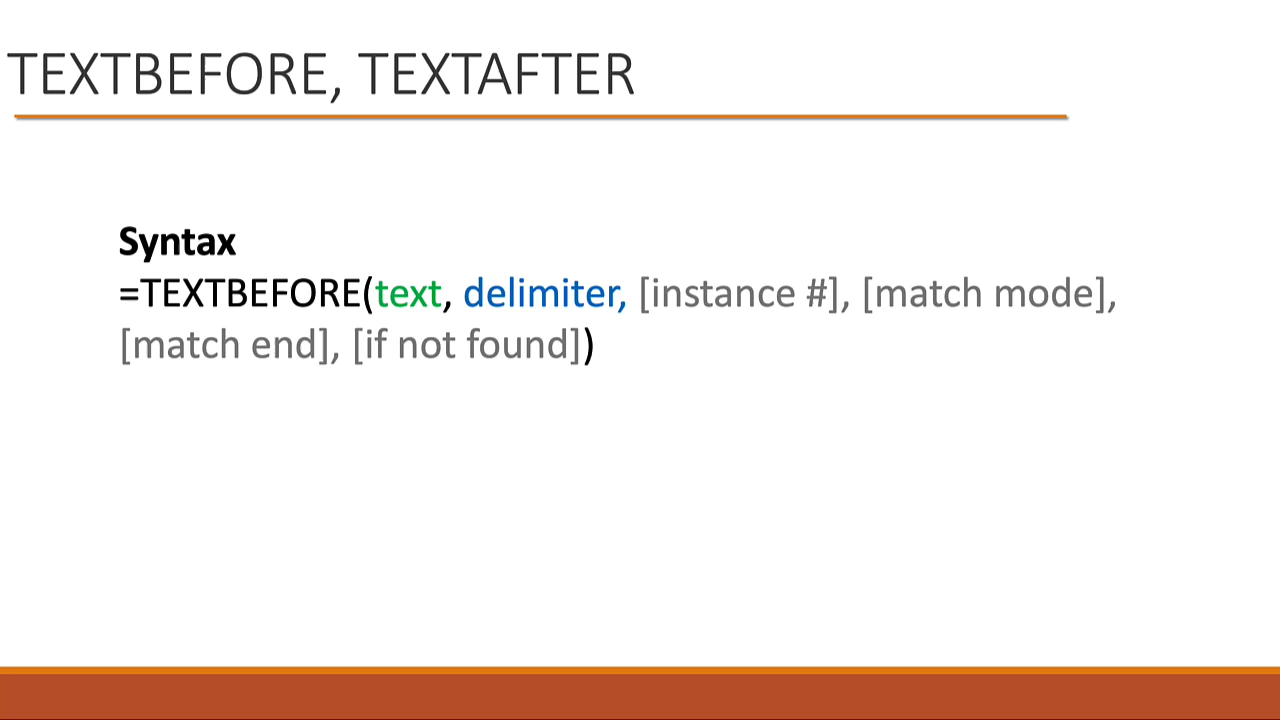 TEXTBEFORE, TEXTAFTER
Syntax
=TEXTBEFORE(text, delimiter, [instance #], [match mode],
[match end], [if not found])